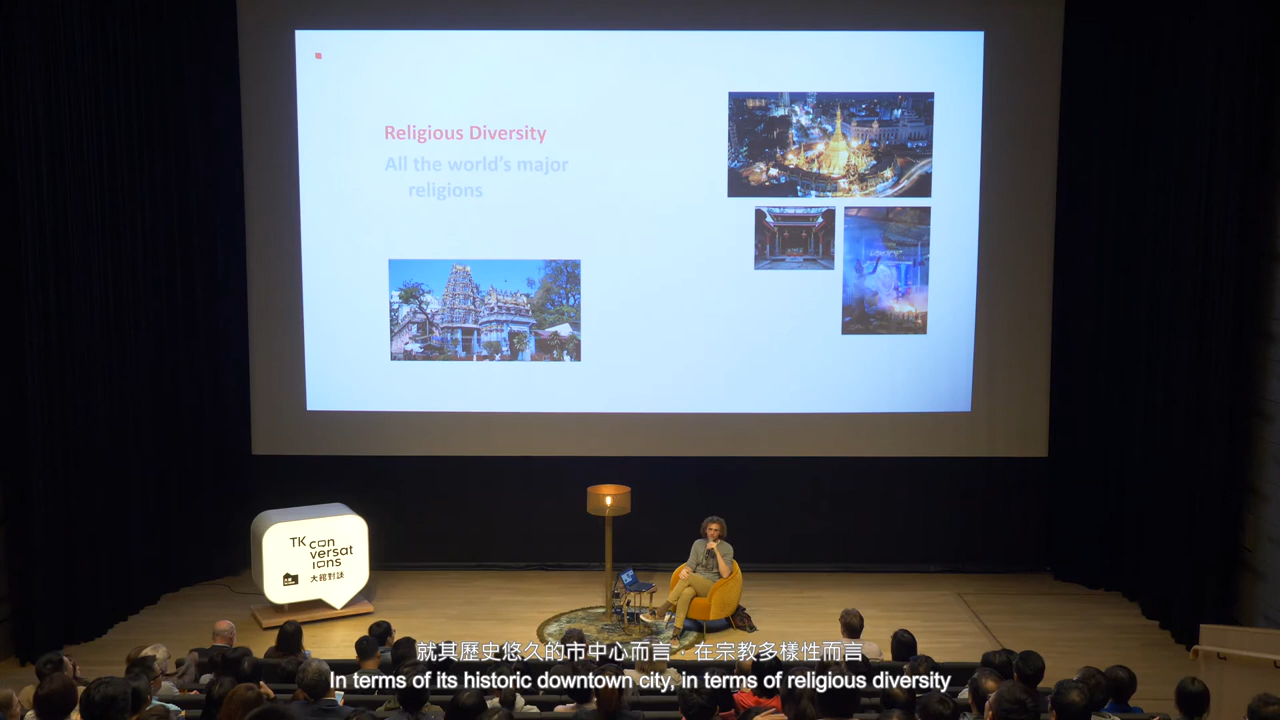 Religious Diversity
All the world's major
religions
TK con
versat
ions
大館對談
就其歷史悠久的市中心而言，在宗教多樣性而言
In terms of its historic downtown city, in terms of religious diversity